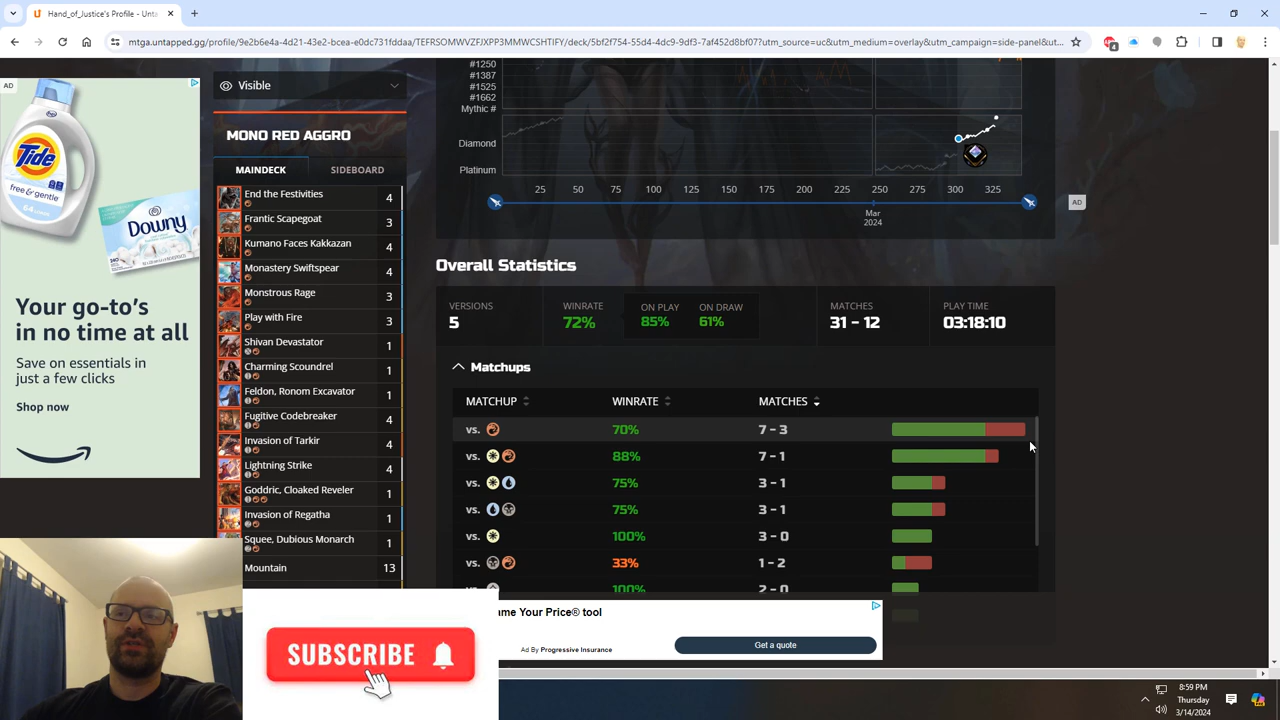 Hand_of_Justice's Profile - Unta
mtga.untapped.gg/profile/9e2b6e4a-4d21-43e2-bcea-e0dc731fddaa/TEFRSOMWVZFJXPP3MMWCSHTIFY/deck/5bf2f754-55d4-4dc9-9df3-7af452d8bf07?utm_source=uc&utm_medium=overlay&utm_campaign=side-panel&ut...
4
AD
Tide
free & gentle
64 loads
Downy
Your go-to's
in no time at all
Save on essentials in
just a few clicks
Shop now
Visible
MONO RED AGGRO
MAINDECK SIDEBOARD
End the Festivities 4
Frantic Scapegoat 3
Kumano Faces Kakkazan 4
Monastery Swiftspear 4
Monstrous Rage 3
Play with Fire 3
Shivan Devastator 1
Charming Scoundrel 1
Feldon, Ronom Excavator 1
Fugitive Codebreaker 4
Invasion of Tarkir 4
Lightning Strike 4
Goddric, Cloaked Reveler 1
Invasion of Regatha 1
Squee, Dubious Monarch 1
Mountain 13
#1250
#1387
#1525
#1662
Mythic #
Diamond
Platinum
25 50 75 100 125 150 175 200 225 250 275 300 325
Mar
2024
AD
Overall Statistics
VERSIONS WINRATE ON PLAY ON DRAW MATCHES PLAY TIME
5 72% 85% 61% 31 - 12 03:18:10
Matchups
MATCHUP WINRATE MATCHES
vs. 70% 7 - 3
vs. 88% 7 - 1
vs. 75% 3 - 1
vs. 75% 3 - 1
vs. 100% 3 - 0
vs. 33% 1 - 2
vs. 100% 2 - 0
ume Your Price® tool
Ad By Progressive Insurance
Get a quote
SUBSCRIBE
8:59 PM
Thursday
3/14/2024